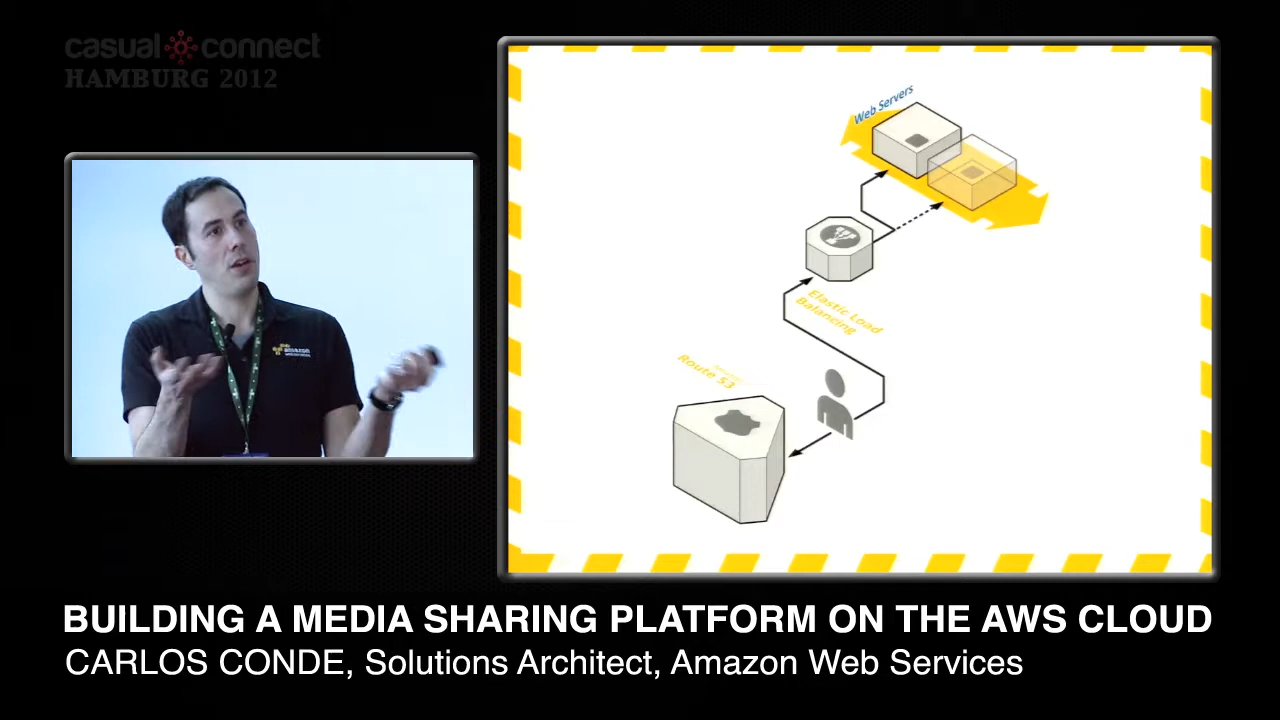 casual connect
HAMBURG 2012
Web Servers
Elastic Load
Balancing
Route 53
amazon
BUILDING A MEDIA SHARING PLATFORM ON THE AWS CLOUD
CARLOS CONDE, Solutions Architect, Amazon Web Services